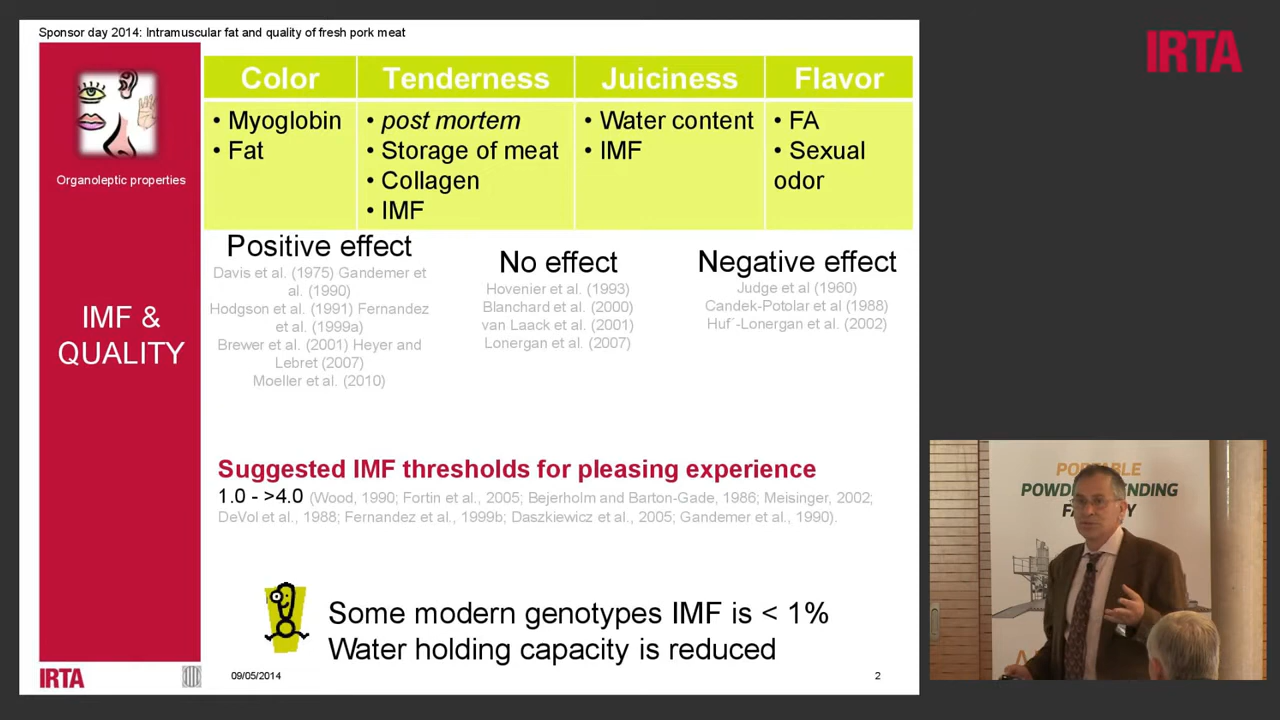 Sponsor day 2014: Intramuscular fat and quality of fresh pork meat
IRTA
Organoleptic properties
IMF &
QUALITY
Color
• Myoglobin
• Fat
Tenderness
• post mortem
• Storage of meat
• Collagen
• IMF
Juiciness
• Water content
• IMF
Flavor
• FA
• Sexual
odor
Positive effect
Davis et al. (1975) Gandemer et
al. (1990)
Hodgson et al. (1991) Fernandez
et al. (1999a)
Brewer et al. (2001) Heyer and
Lebret (2007)
Moeller et al. (2010)
No effect
Hovenier et al. (1993)
Blanchard et al. (2000)
van Laack et al. (2001)
Lonergan et al. (2007)
Negative effect
Judge et al (1960)
Candek-Potolar et al (1988)
Huf´-Lonergan et al. (2002)
Suggested IMF thresholds for pleasing experience
1.0 - >4.0 (Wood, 1990; Fortin et al., 2005; Bejerholm and Barton-Gade, 1986; Meisinger, 2002;
DeVol et al., 1988; Fernandez et al., 1999b; Daszkiewicz et al., 2005; Gandemer et al., 1990).
Some modern genotypes IMF is < 1%
Water holding capacity is reduced
IRTA
09/05/2014
2